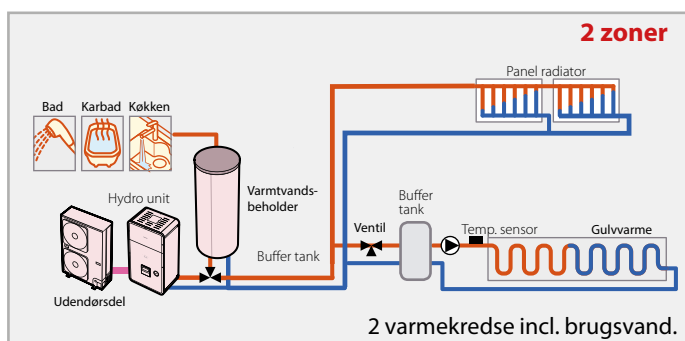 2 zoner
Panel radiator
Bad Karbad Køkken
Hydro unit
Varmtvands-
beholder
Buffer
tank
Ventil
Temp. sensor
Gulvvarme
Buffer tank
Udendørsdel
2 varmekredse incl. brugsvand.